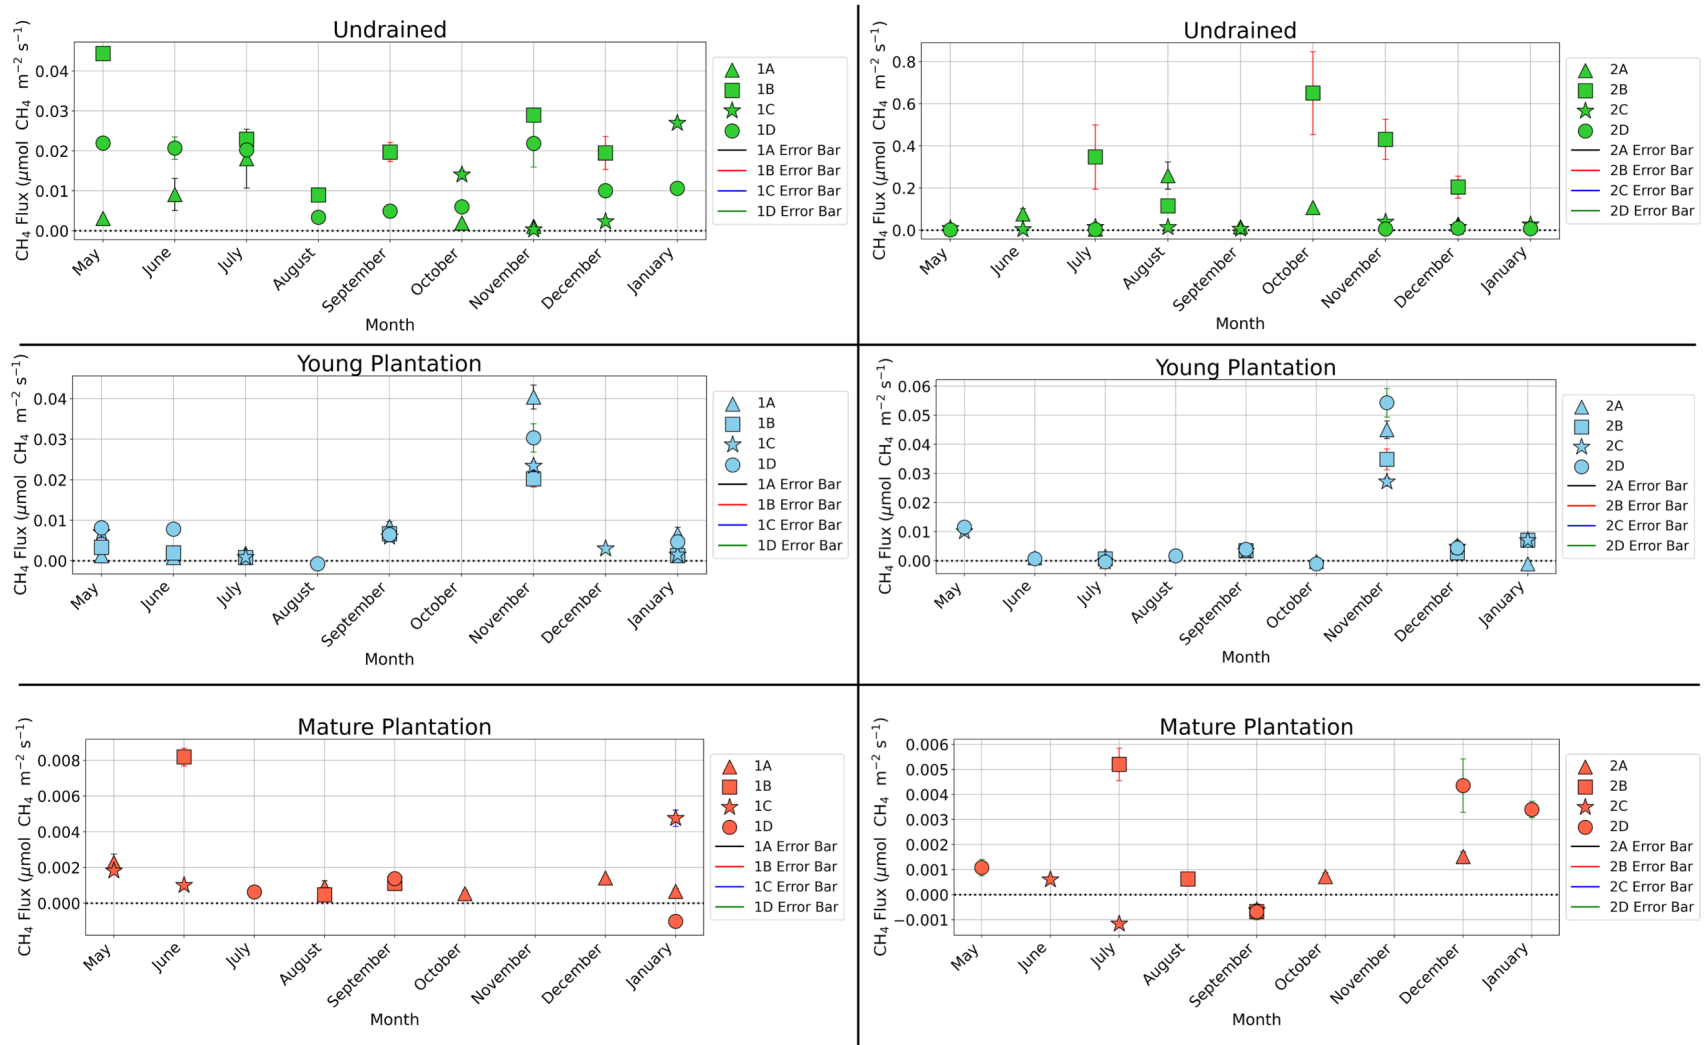 Undrained
CH₄ Flux (μmol CH₄ m⁻² s⁻¹)
0.04
0.03
0.02
0.01
0.00
May
June
July
August
September
October
November
December
January
Month
1A
1B
1C
1D
1A Error Bar
1B Error Bar
1C Error Bar
1D Error Bar
Undrained
CH₄ Flux (μmol CH₄ m⁻² s⁻¹)
0.8
0.6
0.4
0.2
0.0
May
June
July
August
September
October
November
December
January
Month
2A
2B
2C
2D
2A Error Bar
2B Error Bar
2C Error Bar
2D Error Bar
Young Plantation
CH₄ Flux (μmol CH₄ m⁻² s⁻¹)
0.04
0.03
0.02
0.01
0.00
May
June
July
August
September
October
November
December
January
Month
1A
1B
1C
1D
1A Error Bar
1B Error Bar
1C Error Bar
1D Error Bar
Young Plantation
CH₄ Flux (μmol CH₄ m⁻² s⁻¹)
0.06
0.05
0.04
0.03
0.02
0.01
0.00
May
June
July
August
September
October
November
December
January
Month
2A
2B
2C
2D
2A Error Bar
2B Error Bar
2C Error Bar
2D Error Bar
Mature Plantation
CH₄ Flux (μmol CH₄ m⁻² s⁻¹)
0.008
0.006
0.004
0.002
0.000
May
June
July
August
September
October
November
December
January
Month
1A
1B
1C
1D
1A Error Bar
1B Error Bar
1C Error Bar
1D Error Bar
Mature Plantation
CH₄ Flux (μmol CH₄ m⁻² s⁻¹)
0.006
0.005
0.004
0.003
0.002
0.001
0.000
−0.001
May
June
July
August
September
October
November
December
January
Month
2A
2B
2C
2D
2A Error Bar
2B Error Bar
2C Error Bar
2D Error Bar